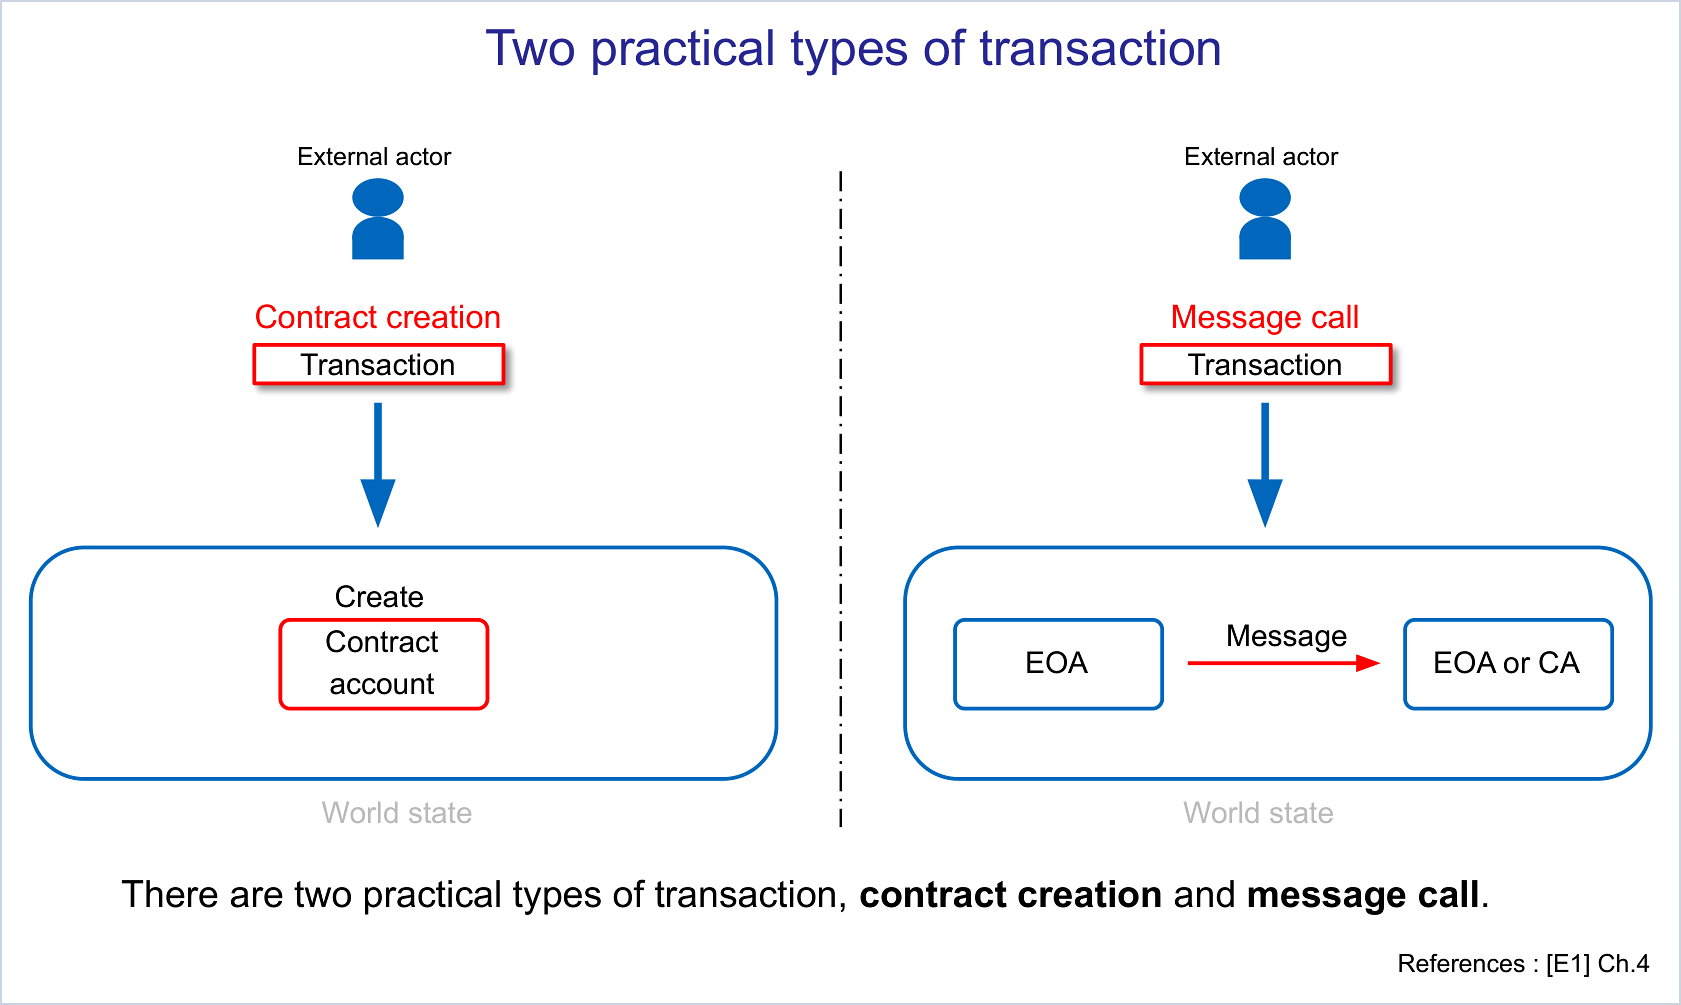 Two practical types of transaction
External actor
Contract creation
Transaction
Create
Contract
account
World state
External actor
Message call
Transaction
EOA
Message
EOA or CA
World state
There are two practical types of transaction, contract creation and message call.
References : [E1] Ch.4